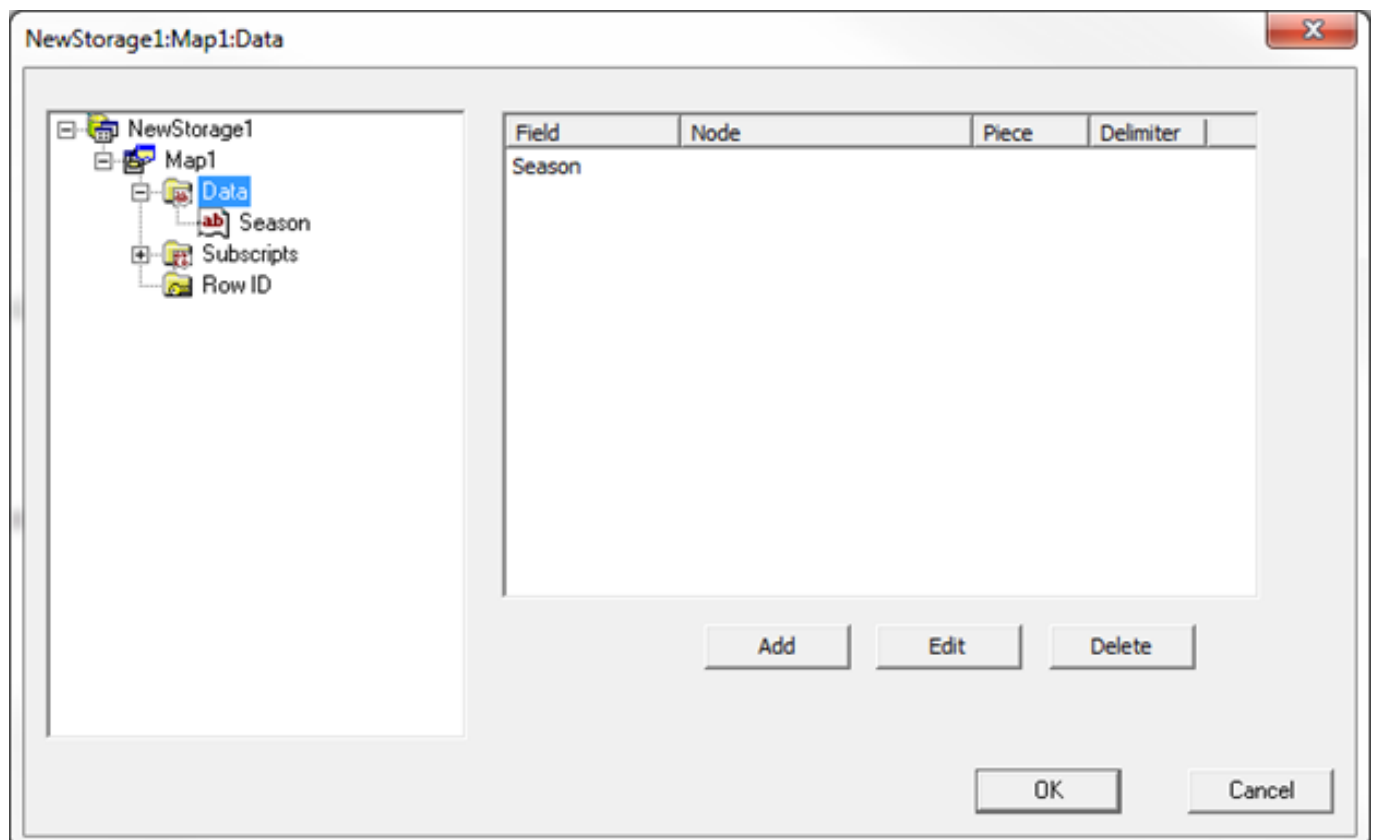 NewStorage1:Map1:Data
NewStorage1
Map1
Data
ab Season
Subscripts
Row ID
Field Node Piece Delimiter
Season
Add Edit Delete
OK Cancel